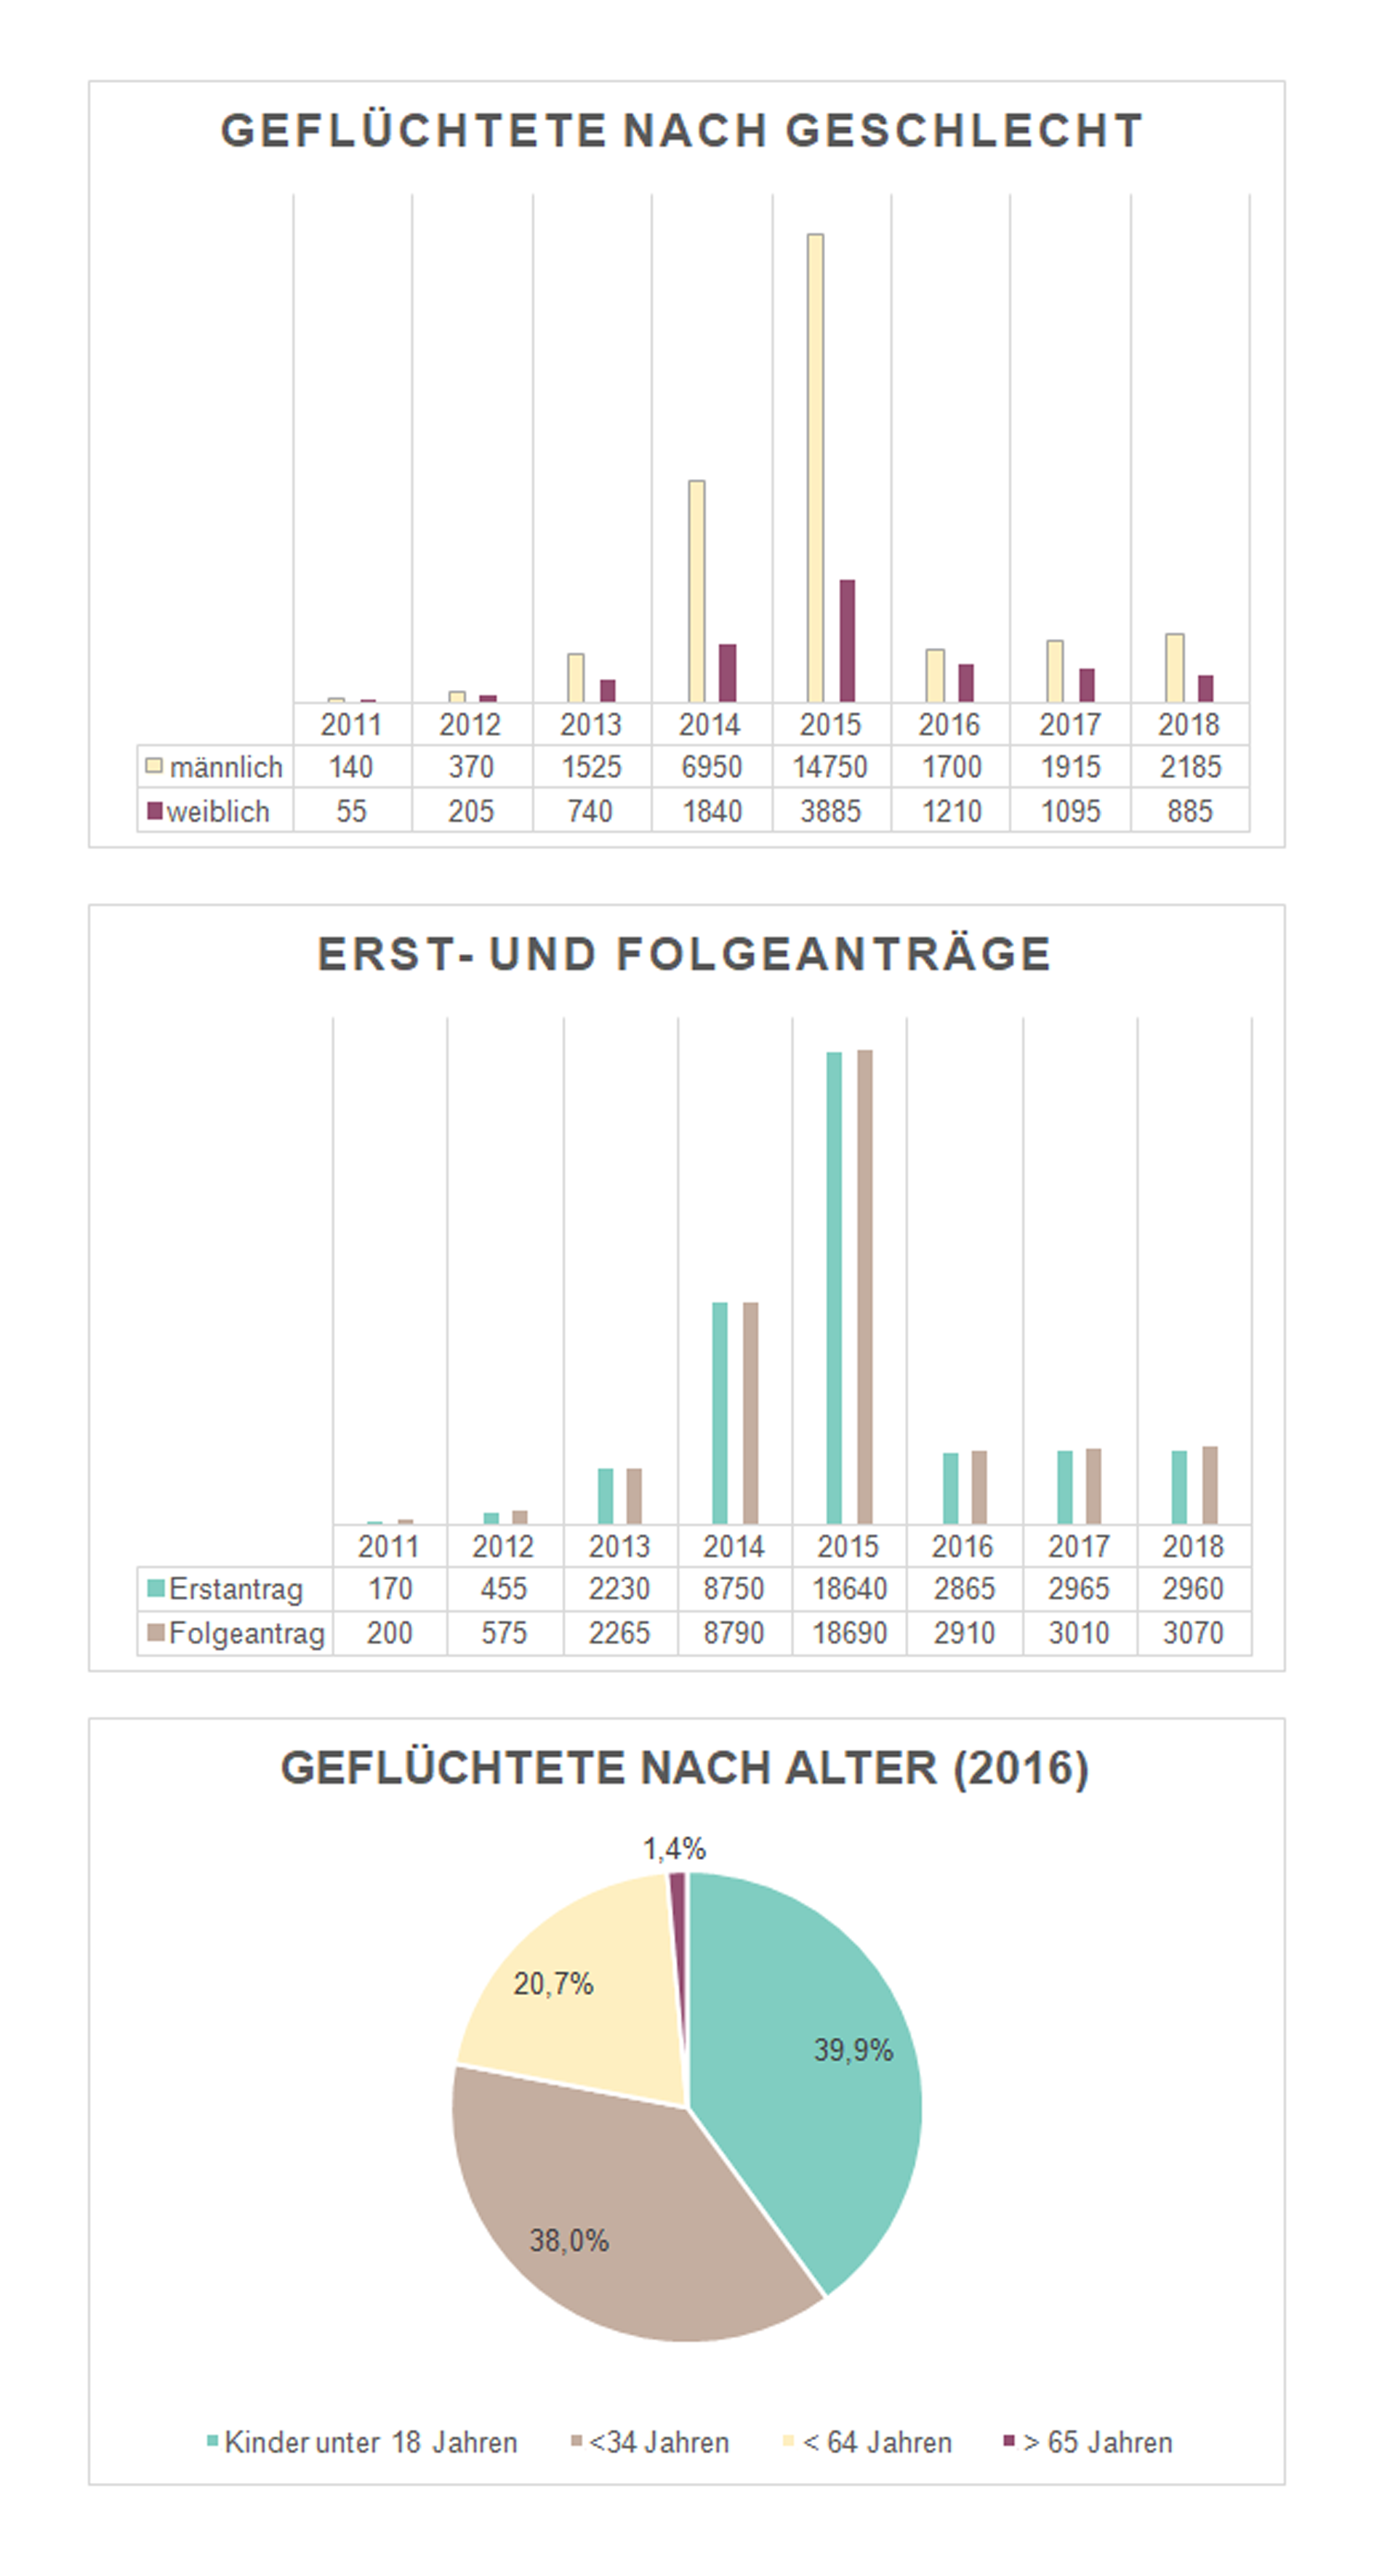 GEFLÜCHTETE NACH GESCHLECHT
2011 2012 2013 2014 2015 2016 2017 2018
männlich 140 370 1525 6950 14750 1700 1915 2185
weiblich 55 205 740 1840 3885 1210 1095 885
ERST- UND FOLGEANTRÄGE
2011 2012 2013 2014 2015 2016 2017 2018
Erstantrag 170 455 2230 8750 18640 2865 2965 2960
Folgeantrag 200 575 2265 8790 18690 2910 3010 3070
GEFLÜCHTETE NACH ALTER (2016)
1,4%
20,7%
39,9%
38,0%
Kinder unter 18 Jahren <34 Jahren < 64 Jahren > 65 Jahren